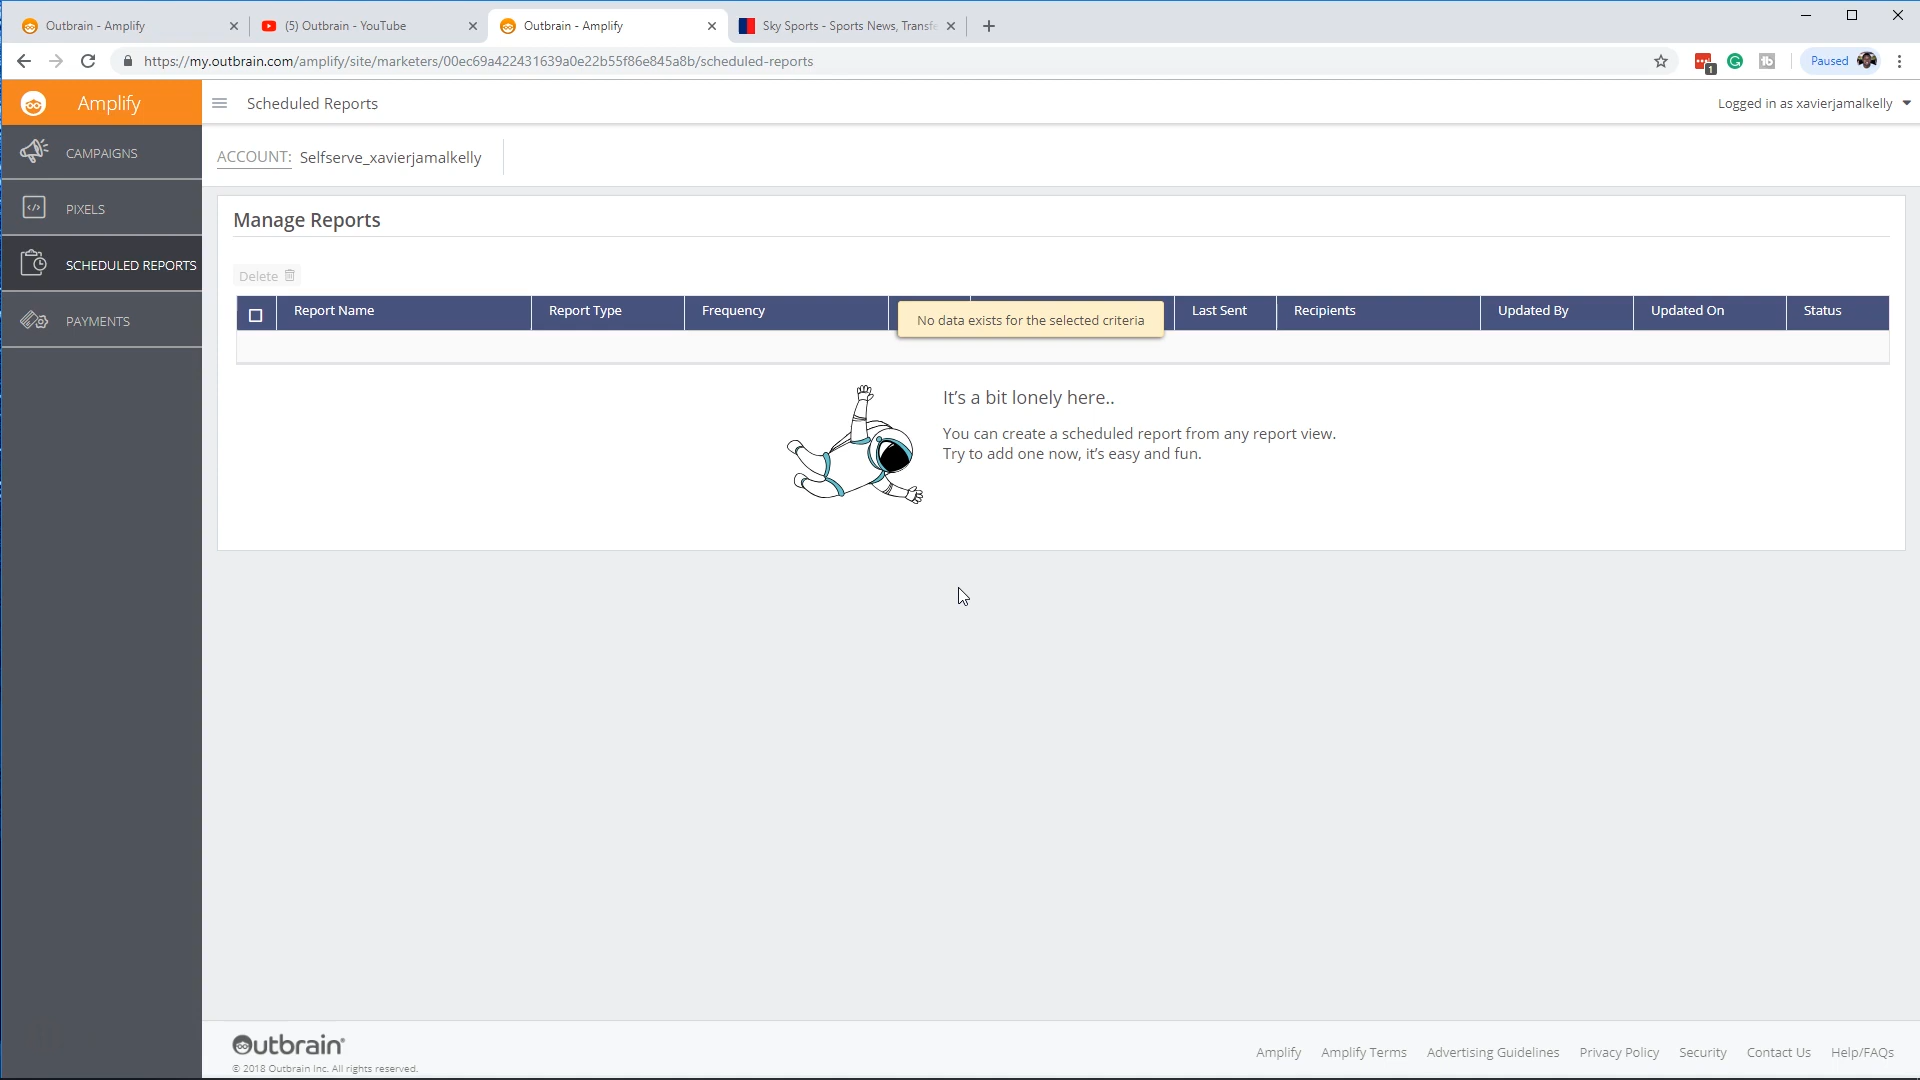 Outbrain - Amplify
(5) Outbrain - YouTube
Outbrain - Amplify
Sky Sports - Sports News, Transfe
https://my.outbrain.com/amplify/site/marketers/00ec69a422431639a0e22b55f86e845a8b/scheduled-reports
1
Paused
Amplify
Scheduled Reports
Logged in as xavierjamalkelly
CAMPAIGNS
PIXELS
SCHEDULED REPORTS
PAYMENTS
ACCOUNT: Selfserve_xavierjamalkelly
Manage Reports
Delete
Report Name Report Type Frequency Last Sent Recipients Updated By Updated On Status
No data exists for the selected criteria
It's a bit lonely here..
You can create a scheduled report from any report view.
Try to add one now, it's easy and fun.
Outbrain
© 2018 Outbrain Inc. All rights reserved.
Amplify Amplify Terms Advertising Guidelines Privacy Policy Security Contact Us Help/FAQs